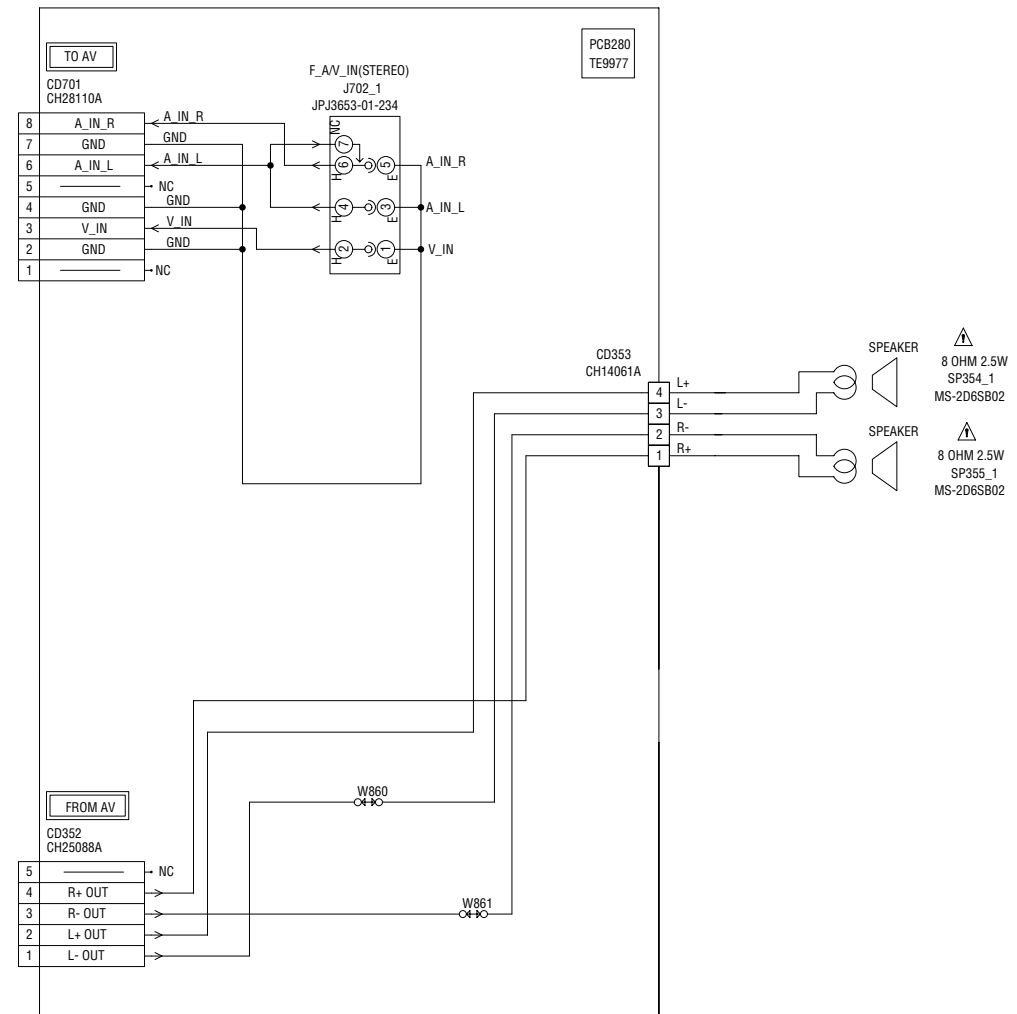 PCB280
TE9977
TO AV
CD701
CH28110A
F_A/V_IN(STEREO)
J702_1
JPJ3653-01-234
8 A_IN_R A_IN_R
7 GND GND
6 A_IN_L A_IN_L
5 NC
4 GND GND
3 V_IN V_IN
2 GND GND
1 NC
NC
7
H 6 5 E A_IN_R
H 4 3 E A_IN_L
H 2 1 E V_IN
CD353
CH14061A
4 L+
3 L-
2 R-
1 R+
SPEAKER
8 OHM 2.5W
SP354_1
MS-2D6SB02
SPEAKER
8 OHM 2.5W
SP355_1
MS-2D6SB02
W860
FROM AV
CD352
CH25088A
5 NC
4 R+ OUT
3 R- OUT
2 L+ OUT
1 L- OUT
W861